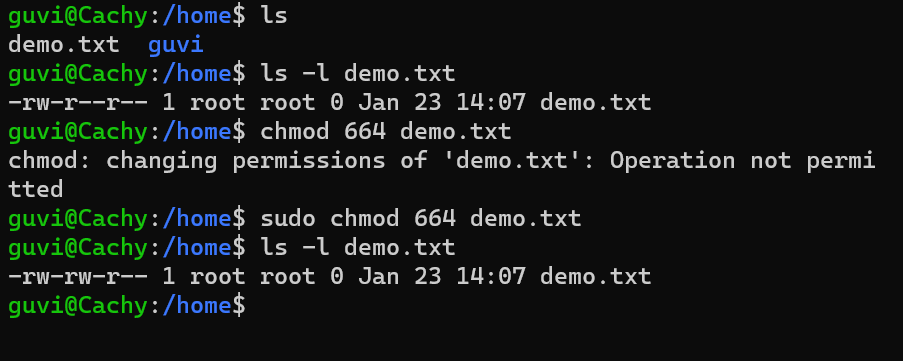 guvi@Cachy:/home$ ls
demo.txt  guvi
guvi@Cachy:/home$ ls -l demo.txt
-rw-r--r-- 1 root root 0 Jan 23 14:07 demo.txt
guvi@Cachy:/home$ chmod 664 demo.txt
chmod: changing permissions of 'demo.txt': Operation not permi
tted
guvi@Cachy:/home$ sudo chmod 664 demo.txt
guvi@Cachy:/home$ ls -l demo.txt
-rw-rw-r-- 1 root root 0 Jan 23 14:07 demo.txt
guvi@Cachy:/home$